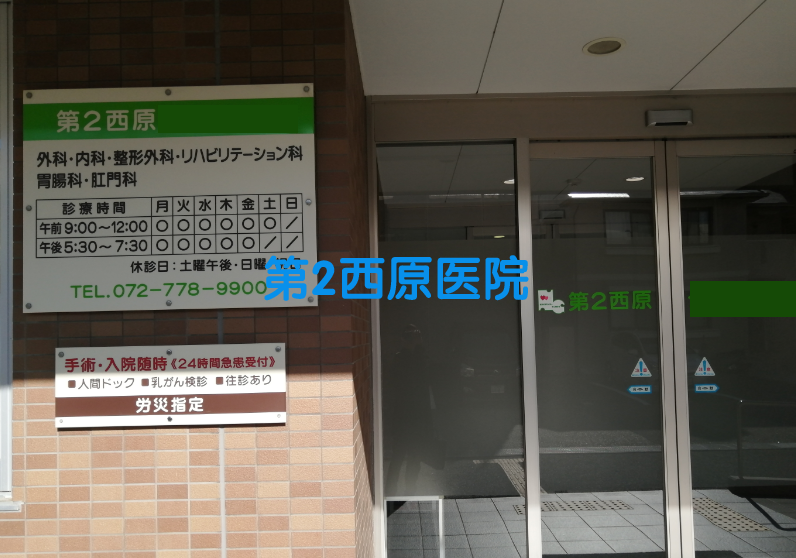 第2西原
外科・内科・整形外科・リハビリテーション科
胃腸科・肛門科
診療時間 月 火 水 木 金 土 日
午前 9:00~12:00 ○ ○ ○ ○ ○ ○ /
午後 5:30~7:30 ○ ○ ○ ○ ○ / /
休診日:土曜午後・日曜
TEL.072-778-9900
第2西原医院
第2西原
手術・入院随時《24時間急患受付》
■人間ドック ■乳がん検診 ■往診あり
労災指定